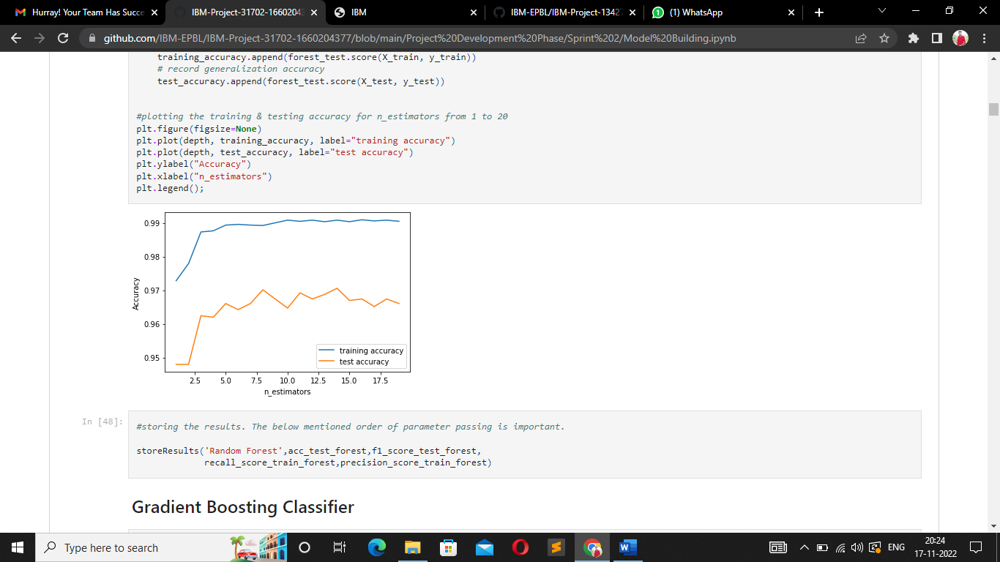 Hurray! Your Team Has Succe
IBM-Project-31702-16602043
IBM
IBM-EPBL/IBM-Project-13427
(1) WhatsApp
github.com/IBM-EPBL/IBM-Project-31702-1660204377/blob/main/Project%20Development%20Phase/Sprint%202/Model%20Building.ipynb
training_accuracy.append(forest_test.score(X_train, y_train))
# record generalization accuracy
test_accuracy.append(forest_test.score(X_test, y_test))
#plotting the training & testing accuracy for n_estimators from 1 to 20
plt.figure(figsize=None)
plt.plot(depth, training_accuracy, label="training accuracy")
plt.plot(depth, test_accuracy, label="test accuracy")
plt.ylabel("Accuracy")
plt.xlabel("n_estimators")
plt.legend();
0.99
0.98
0.97
0.96
0.95
Accuracy
training accuracy
test accuracy
2.5 5.0 7.5 10.0 12.5 15.0 17.5
n_estimators
In [48]:
#storing the results. The below mentioned order of parameter passing is important.
storeResults('Random Forest',acc_test_forest,f1_score_test_forest,
recall_score_train_forest,precision_score_train_forest)
Gradient Boosting Classifier
Type here to search
ENG
20:24
17-11-2022